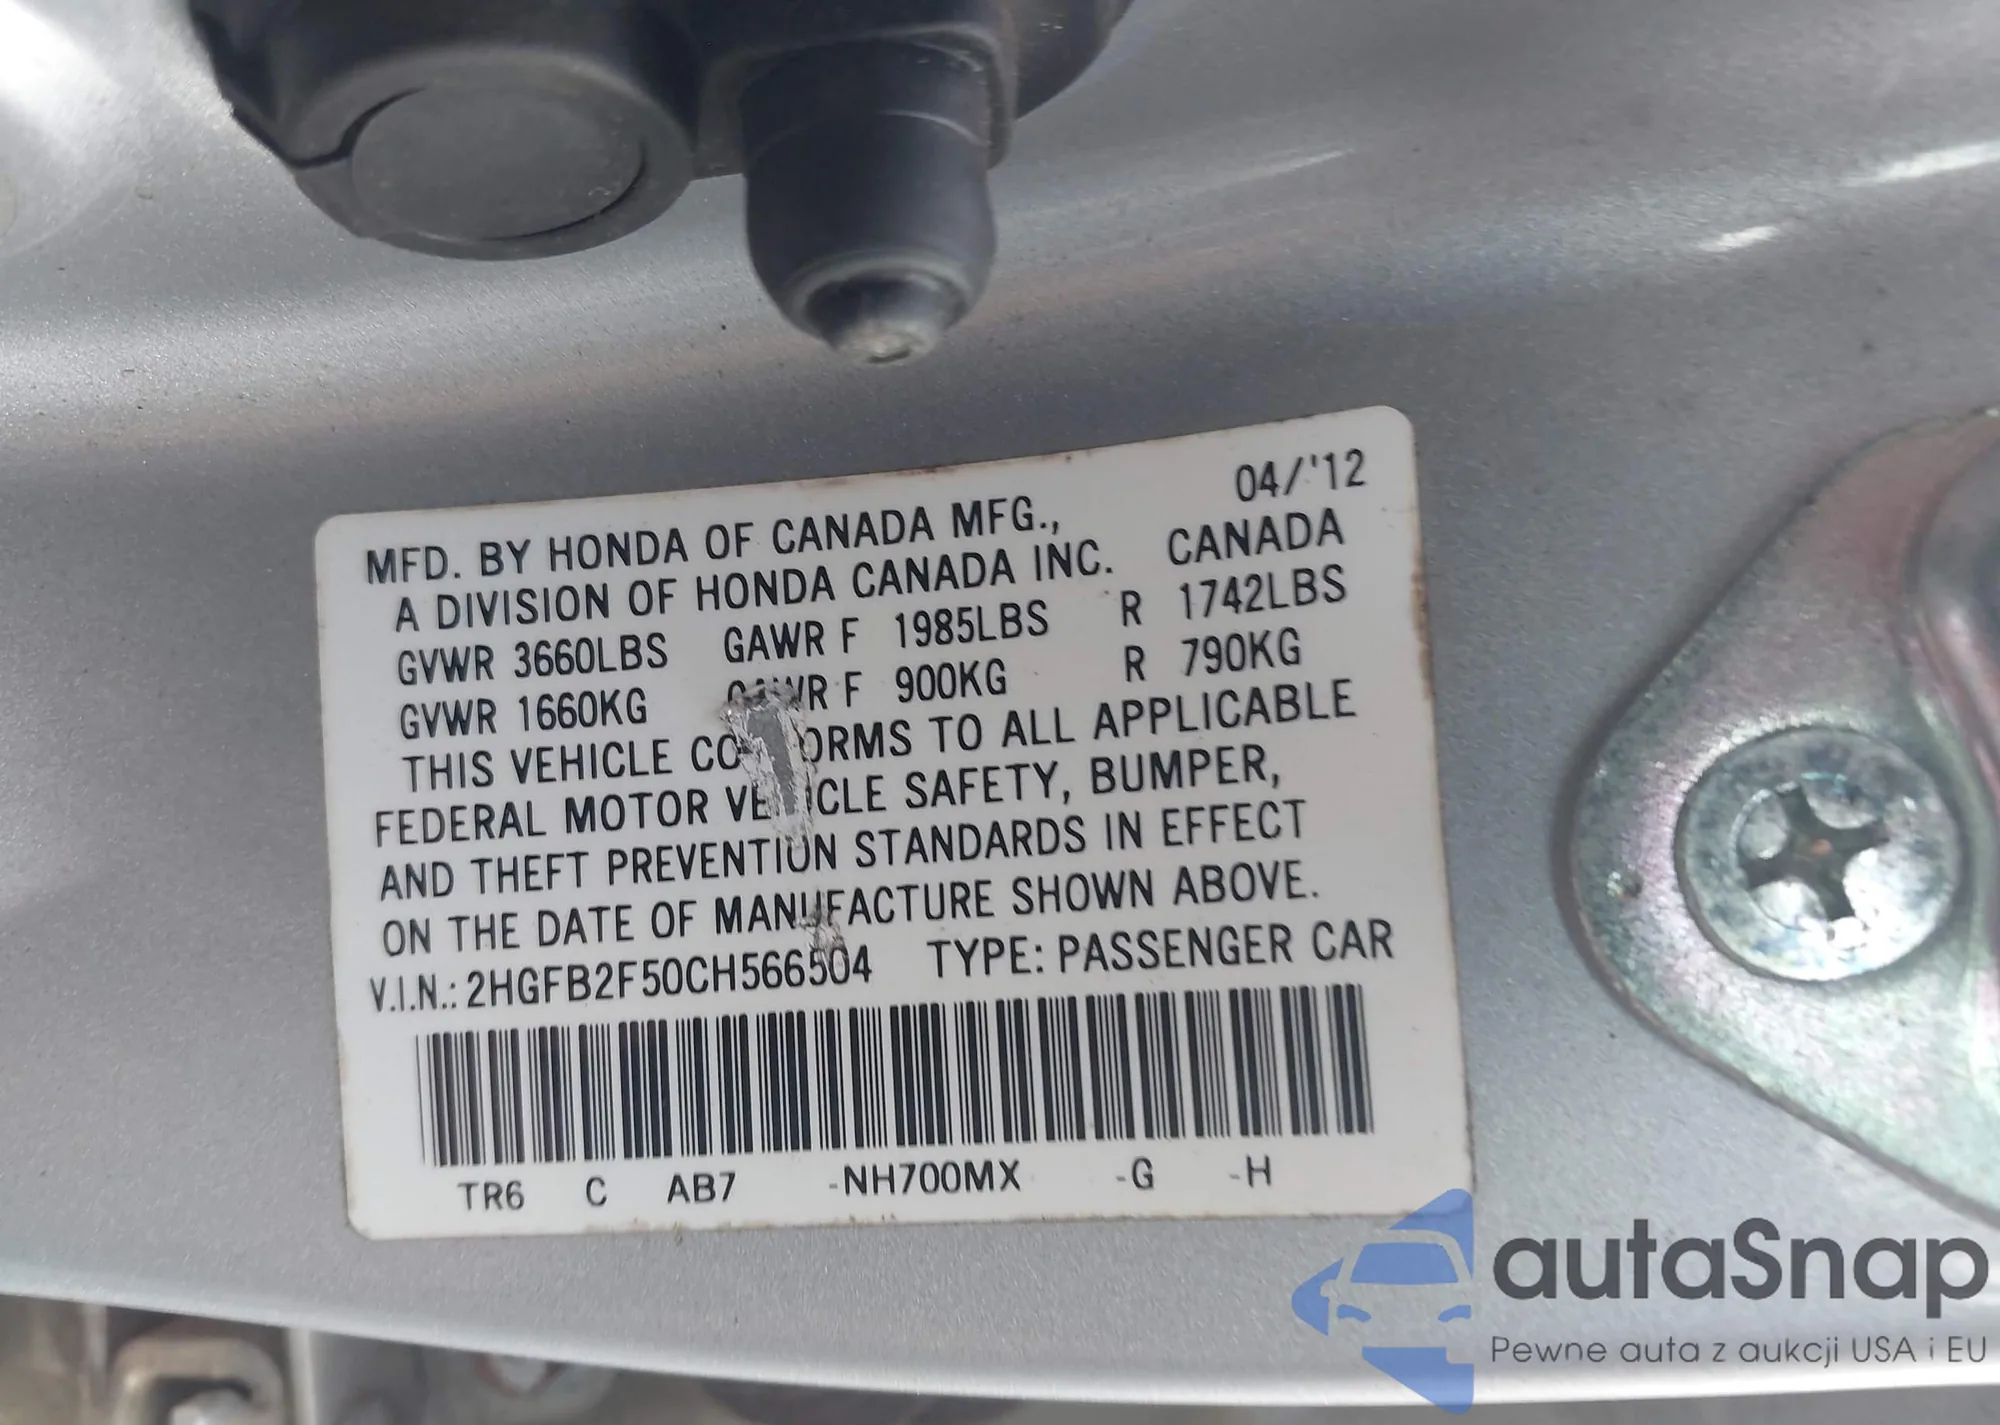 04/'12
MFD. BY HONDA OF CANADA MFG.,
A DIVISION OF HONDA CANADA INC. CANADA
GVWR 3660LBS GAWR F 1985LBS R 1742LBS
GVWR 1660KG GAWR F 900KG R 790KG
THIS VEHICLE CONFORMS TO ALL APPLICABLE
FEDERAL MOTOR VEHICLE SAFETY, BUMPER,
AND THEFT PREVENTION STANDARDS IN EFFECT
ON THE DATE OF MANUFACTURE SHOWN ABOVE.
V.I.N.: 2HGFB2F50CH566504 TYPE: PASSENGER CAR
TR6 C AB7 -NH700MX -G -H
autaSnap
Pewne auta z aukcji USA i EU